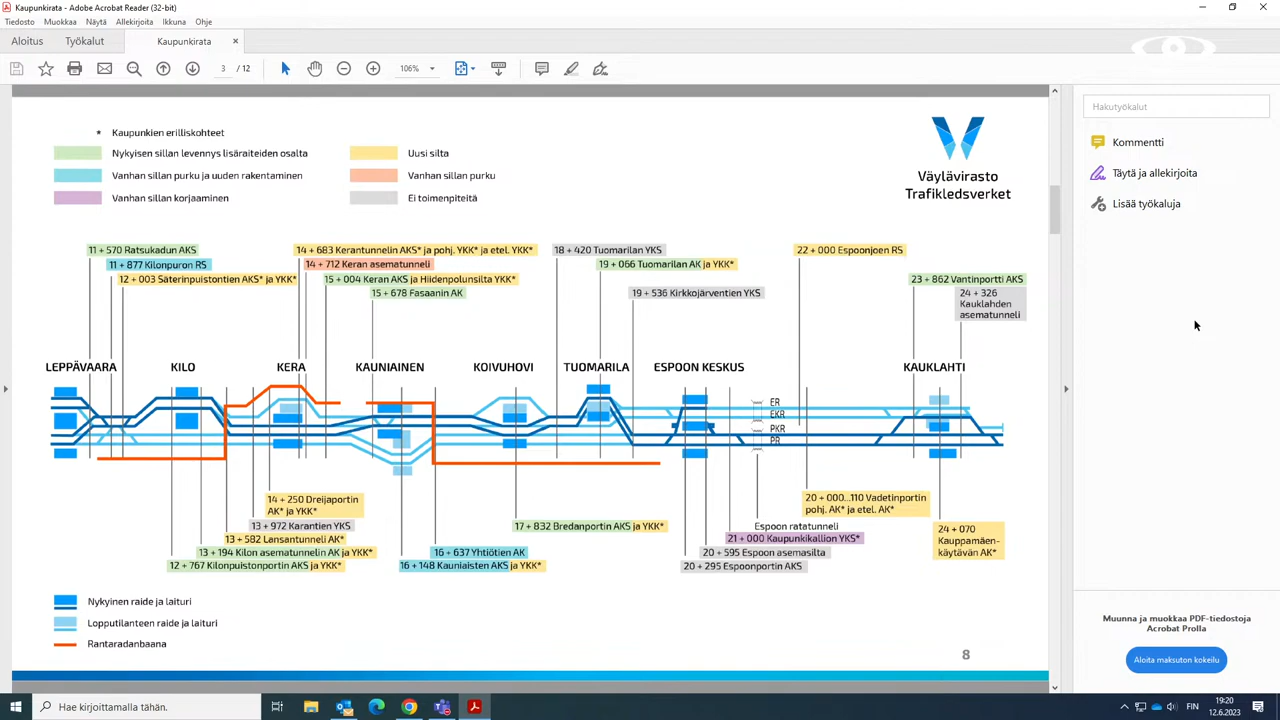 Kaupunkirata - Adobe Acrobat Reader (32-bit)
Tiedosto Muokkaa Näytä Allekirjoita Ikkuna Ohje
Aloitus Työkalut Kaupunkirata ×
3 / 12 106%
* Kaupunkien erilliskohteet
Nykyisen sillan levennys lisäraiteiden osalta Uusi silta
Vanhan sillan purku ja uuden rakentaminen Vanhan sillan purku
Vanhan sillan korjaaminen Ei toimenpiteitä
Väylävirasto
Trafikledsverket
Hakutyökalut
Kommentti
Täytä ja allekirjoita
Lisää työkaluja
11 + 570 Ratsukadun AKS
11 + 877 Kilonpuron RS
12 + 003 Säterinpuistontien AKS* ja YKK*
14 + 683 Kerantunnelin AKS* ja pohj. YKK* ja etel. YKK*
14 + 712 Keran asematunneli
15 + 004 Keran AKS ja Hiidenpolunsilta YKK*
15 + 678 Fasaanin AK
18 + 420 Tuomarilan YKS
19 + 066 Tuomarilan AK ja YKK*
19 + 536 Kirkkojärventien YKS
22 + 000 Espoonjoen RS
23 + 862 Vantinportti AKS
24 + 326
Kauklahden
asematunneli
LEPPÄVAARA KILO KERA KAUNIAINEN KOIVUHOVI TUOMARILA ESPOON KESKUS KAUKLAHTI
ER
EKR
PKR
PR
14 + 250 Dreijaportin
AK* ja YKK*
13 + 972 Karantien YKS
13 + 582 Lansantunneli AK*
13 + 194 Kilon asematunnelin AK ja YKK*
12 + 767 Kilonpuistonportin AKS ja YKK*
17 + 832 Bredanportin AKS ja YKK*
16 + 637 Yhtiötien AK
16 + 148 Kauniaisten AKS ja YKK*
20 + 000...110 Vadetinportin
pohj. AK* ja etel. AK*
Espoon ratatunneli
21 + 000 Kaupunkikallion YKS*
20 + 595 Espoon asemasilta
20 + 295 Espoonportin AKS
24 + 070
Kauppamäen-
käytävän AK*
Nykyinen raide ja laituri
Lopputilanteen raide ja laituri
Rantaradanbaana
8
Muunna ja muokkaa PDF-tiedostoja
Acrobat Prolla
Aloita maksuton kokeilu
Hae kirjoittamalla tähän.
FIN
19:20
12.6.2023